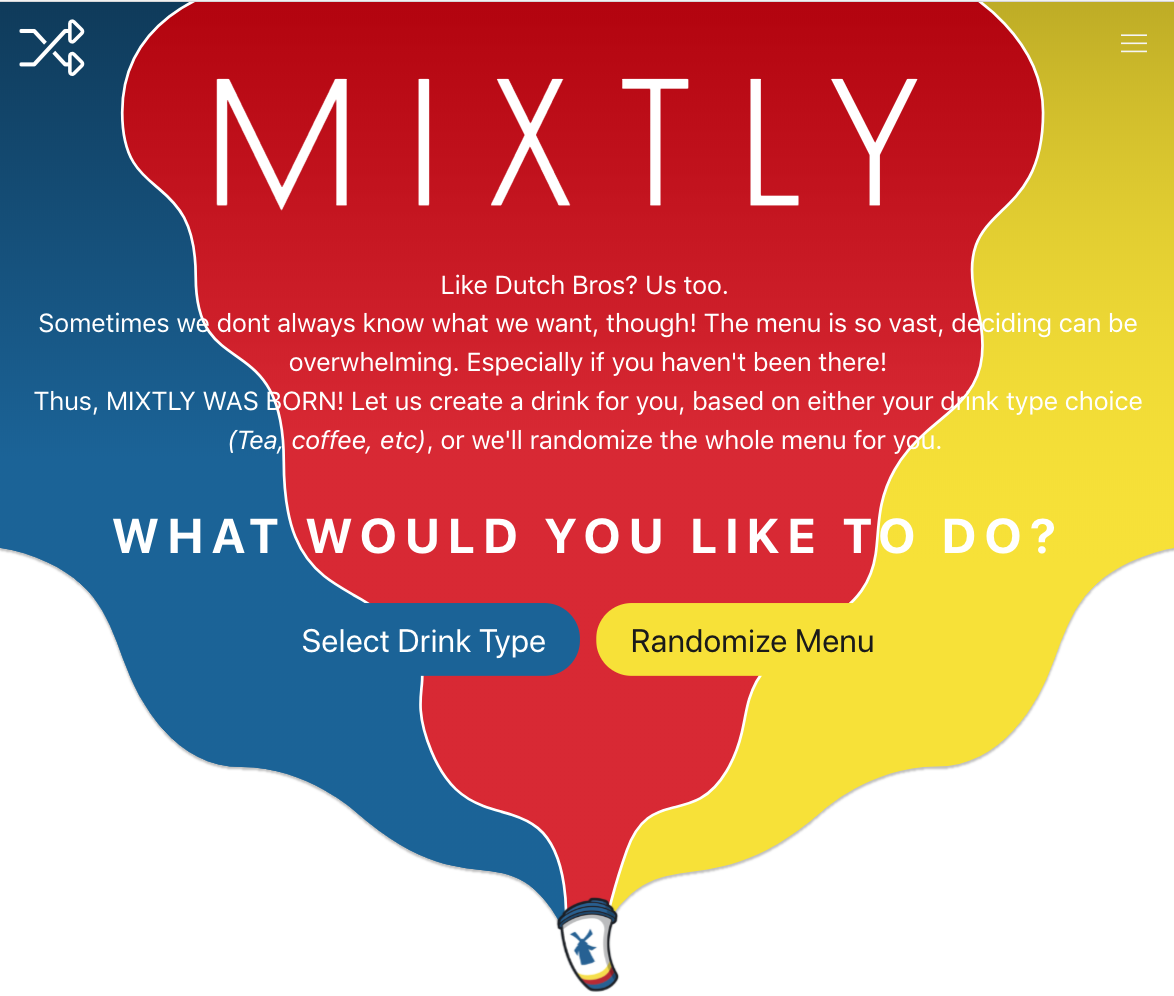 MIXTLY
Like Dutch Bros? Us too.
Sometimes we dont always know what we want, though! The menu is so vast, deciding can be
overwhelming. Especially if you haven't been there!
Thus, MIXTLY WAS BORN! Let us create a drink for you, based on either your drink type choice
(Tea, coffee, etc), or we'll randomize the whole menu for you.
WHAT WOULD YOU LIKE TO DO?
Select Drink Type
Randomize Menu